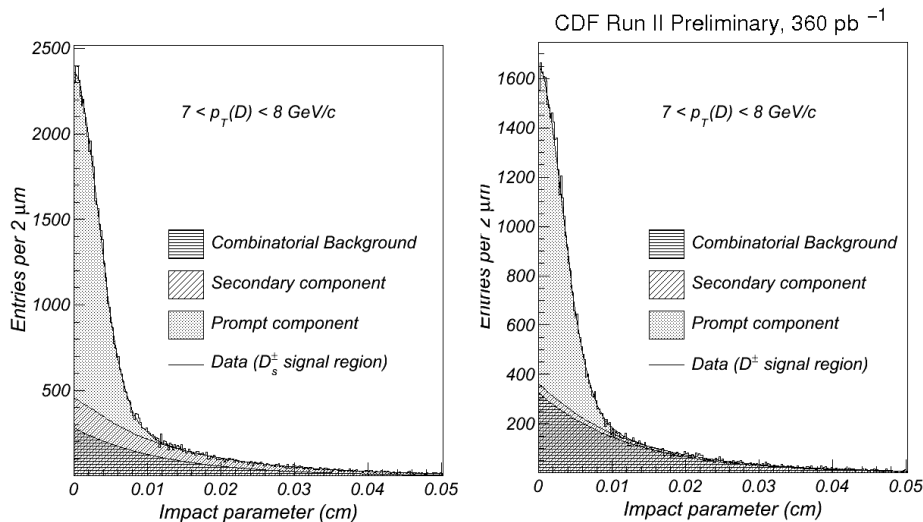 CDF Run II Preliminary, 360 pb ⁻¹
2500
2000
1500
1000
500
Entries per 2 μm
7 < p_T(D) < 8 GeV/c
Combinatorial Background
Secondary component
Prompt component
Data (D_s^± signal region)
0 0.01 0.02 0.03 0.04 0.05
Impact parameter (cm)
1600
1400
1200
1000
800
600
400
200
Entries per 2 μm
7 < p_T(D) < 8 GeV/c
Combinatorial Background
Secondary component
Prompt component
Data (D^± signal region)
0 0.01 0.02 0.03 0.04 0.05
Impact parameter (cm)